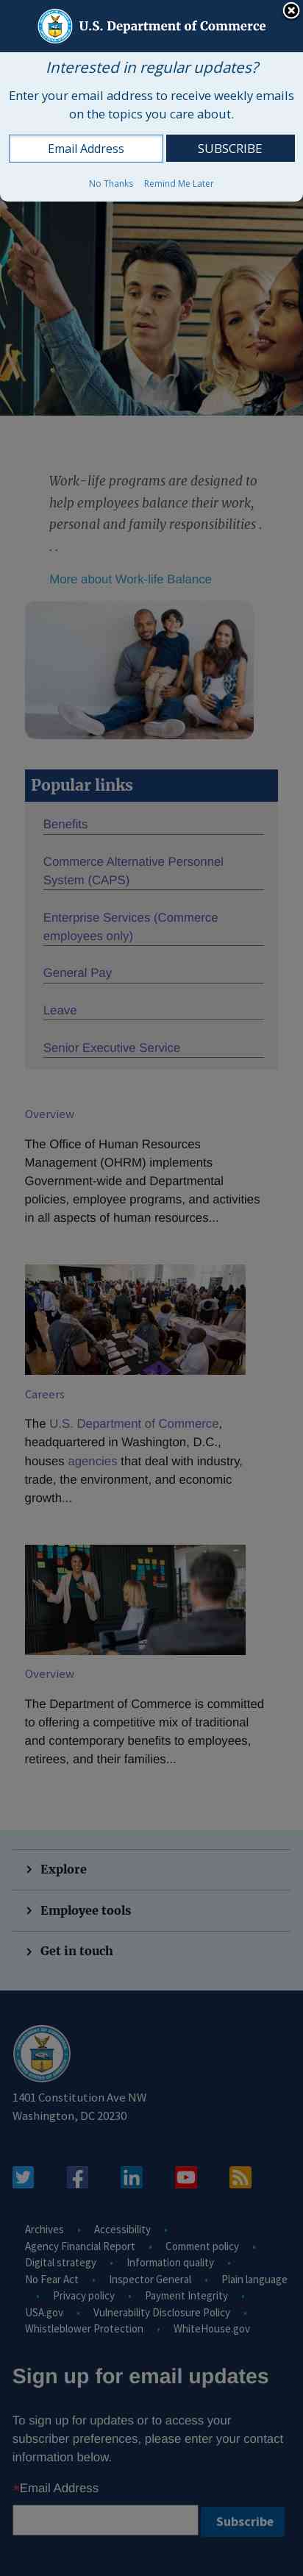 U.S. Department of Commerce
Interested in regular updates?
Enter your email address to receive weekly emails
on the topics you care about.
Email Address
SUBSCRIBE
No Thanks
Remind Me Later
Work-life programs are designed to
help employees balance their work,
personal and family responsibilities .
. .
More about Work-life Balance
Popular links
Benefits
Commerce Alternative Personnel
System (CAPS)
Enterprise Services (Commerce
employees only)
General Pay
Leave
Senior Executive Service
Overview
The Office of Human Resources
Management (OHRM) implements
Government-wide and Departmental
policies, employee programs, and activities
in all aspects of human resources...
Careers
The U.S. Department of Commerce,
headquartered in Washington, D.C.,
houses agencies that deal with industry,
trade, the environment, and economic
growth...
Overview
The Department of Commerce is committed
to offering a competitive mix of traditional
and contemporary benefits to employees,
retirees, and their families...
Explore
Employee tools
Get in touch
1401 Constitution Ave NW
Washington, DC 20230
Archives • Accessibility •
Agency Financial Report • Comment policy •
Digital strategy • Information quality •
No Fear Act • Inspector General • Plain language
• Privacy policy • Payment Integrity •
USA.gov • Vulnerability Disclosure Policy •
Whistleblower Protection • WhiteHouse.gov
Sign up for email updates
To sign up for updates or to access your
subscriber preferences, please enter your contact
information below.
*Email Address
Subscribe